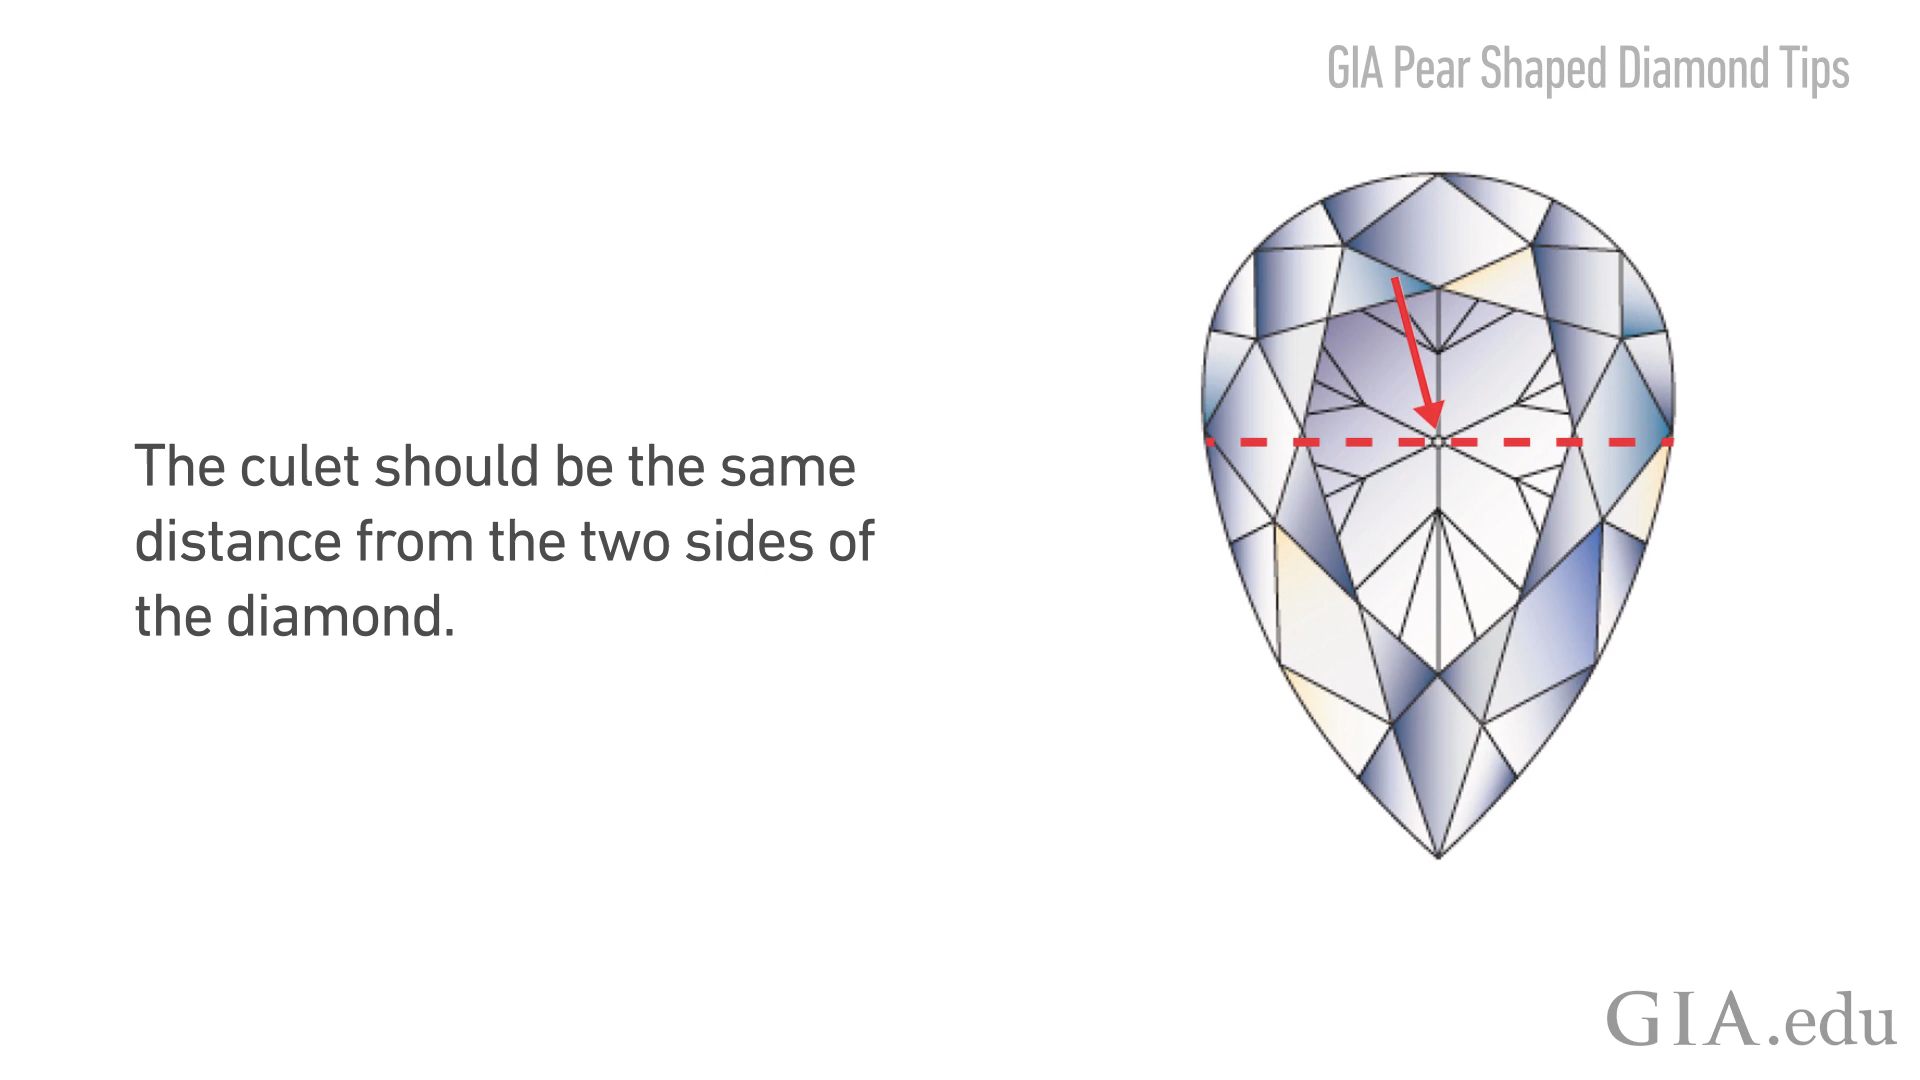 GIA Pear Shaped Diamond Tips
The culet should be the same
distance from the two sides of
the diamond.
GIA.edu